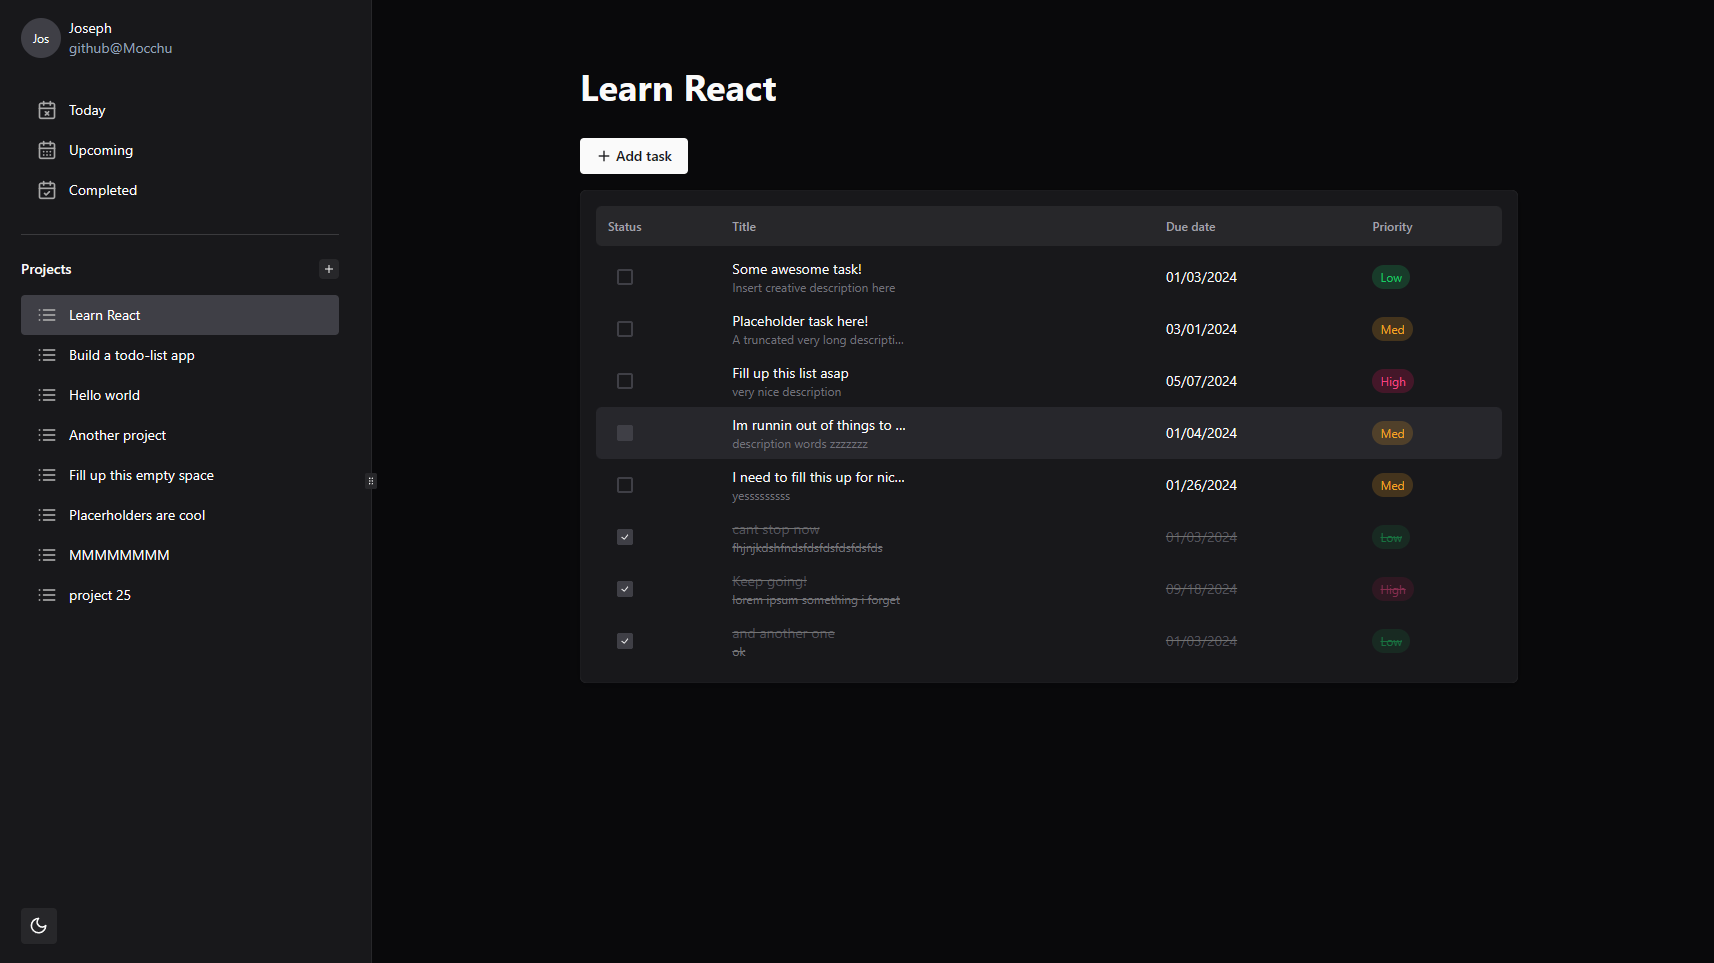 Jos
Joseph
github@Mocchu
Today
Upcoming
Completed
Projects
Learn React
Build a todo-list app
Hello world
Another project
Fill up this empty space
Placerholders are cool
MMMMMMMM
project 25
Learn React
Add task
Status Title Due date Priority
Some awesome task!
Insert creative description here
01/03/2024 Low
Placeholder task here!
A truncated very long descripti...
03/01/2024 Med
Fill up this list asap
very nice description
05/07/2024 High
Im runnin out of things to ...
description words zzzzzzz
01/04/2024 Med
I need to fill this up for nic...
yesssssssss
01/26/2024 Med
cant stop now
fhjnjkdshfndsfdsfdsfdsfdsfds
01/03/2024 Low
Keep going!
lorem ipsum something i forget
09/18/2024 High
and another one
ok
01/03/2024 Low